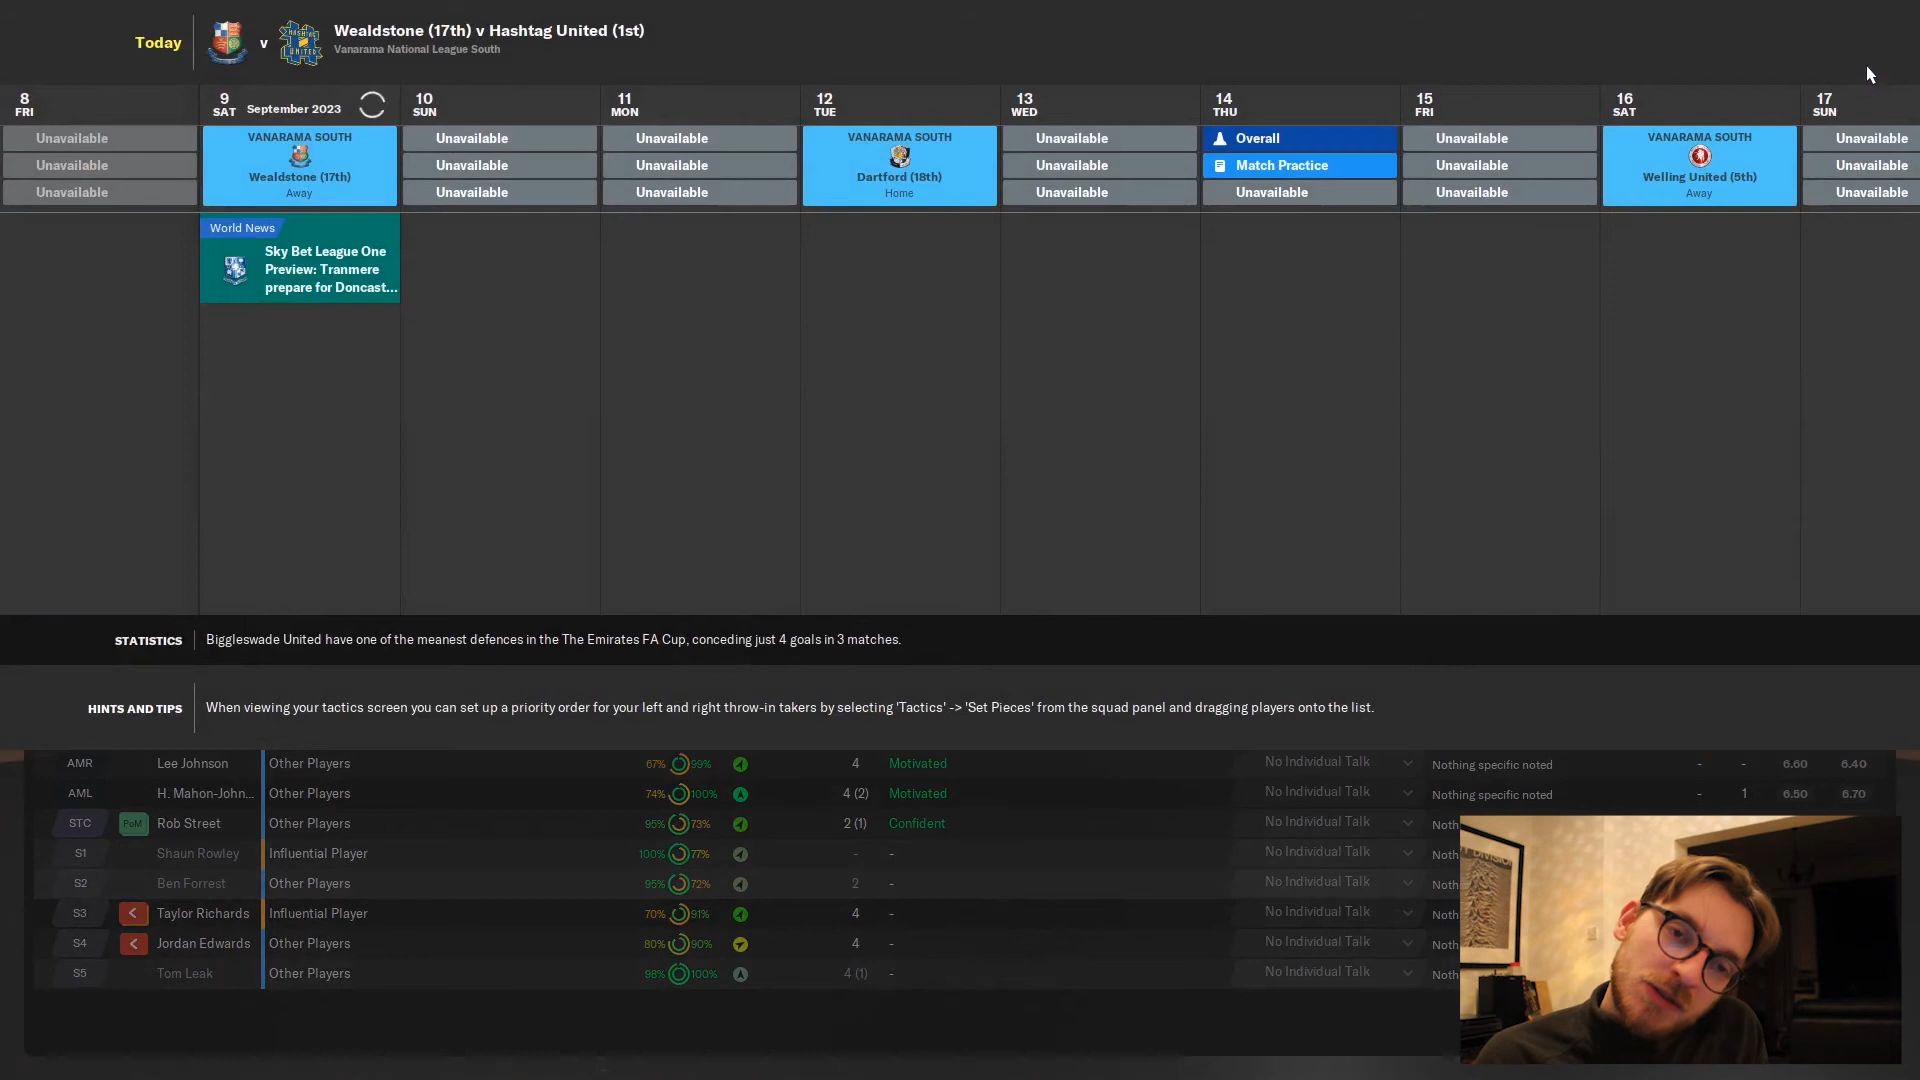 Today
v
Wealdstone (17th) v Hashtag United (1st)
Vanarama National League South
8
FRI
9
SAT
September 2023
10
SUN
11
MON
12
TUE
13
WED
14
THU
15
FRI
16
SAT
17
SUN
Unavailable
Unavailable
Unavailable
VANARAMA SOUTH
Wealdstone (17th)
Away
Unavailable
Unavailable
Unavailable
Unavailable
Unavailable
Unavailable
VANARAMA SOUTH
Dartford (18th)
Home
Unavailable
Unavailable
Unavailable
Overall
Match Practice
Unavailable
Unavailable
Unavailable
Unavailable
VANARAMA SOUTH
Welling United (5th)
Away
Unavailable
Unavailable
Unavailable
World News
Sky Bet League One
Preview: Tranmere
prepare for Doncast...
STATISTICS
Biggleswade United have one of the meanest defences in the The Emirates FA Cup, conceding just 4 goals in 3 matches.
HINTS AND TIPS
When viewing your tactics screen you can set up a priority order for your left and right throw-in takers by selecting 'Tactics' -> 'Set Pieces' from the squad panel and dragging players onto the list.
AMR Lee Johnson Other Players 67% 99% 4 Motivated No Individual Talk Nothing specific noted - - 6.60 6.40
AML H. Mahon-John... Other Players 74% 100% 4 (2) Motivated No Individual Talk Nothing specific noted - 1 6.50 6.70
STC PoM Rob Street Other Players 95% 73% 2 (1) Confident No Individual Talk Noth
S1 Shaun Rowley Influential Player 100% 77% - - No Individual Talk Noth
S2 Ben Forrest Other Players 95% 72% 2 - No Individual Talk Noth
S3 Taylor Richards Influential Player 70% 91% 4 - No Individual Talk Noth
S4 Jordan Edwards Other Players 80% 90% 4 - No Individual Talk Noth
S5 Tom Leak Other Players 98% 100% 4 (1) - No Individual Talk Noth